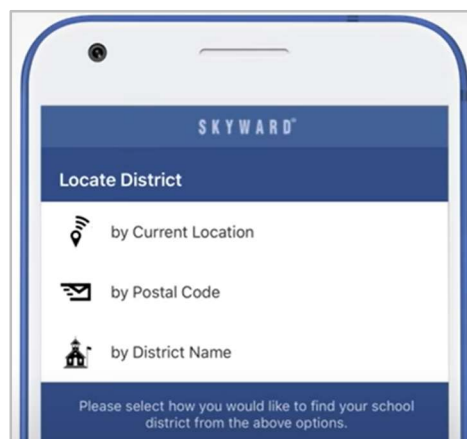 SKYWARD®
Locate District
by Current Location
by Postal Code
by District Name
Please select how you would like to find your school
district from the above options.